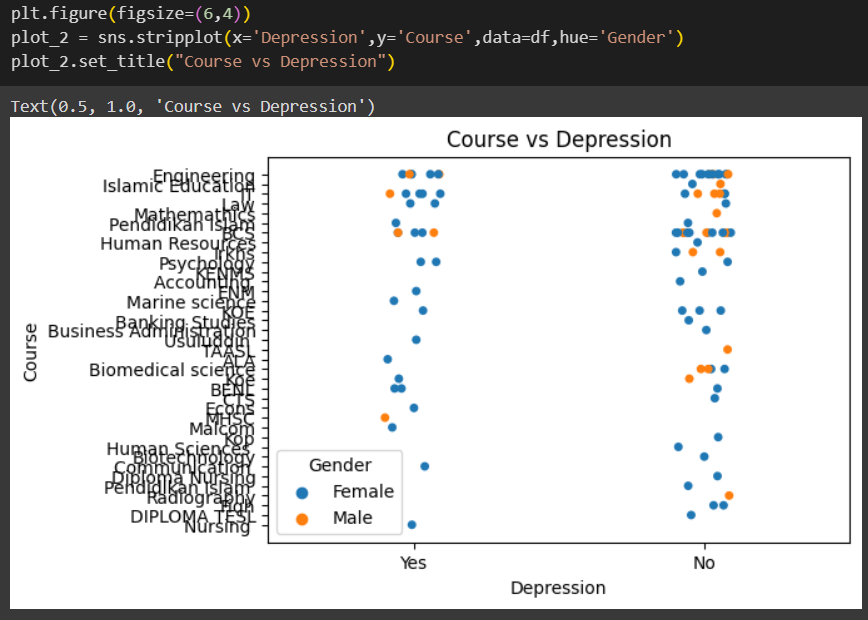 plt.figure(figsize=(6,4))
plot_2 = sns.stripplot(x='Depression',y='Course',data=df,hue='Gender')
plot_2.set_title("Course vs Depression")
Text(0.5, 1.0, 'Course vs Depression')
Course vs Depression
Engineering
Islamic Education
IT
Law
Mathemathics
Pendidikan islam
BCS
Human Resources
Irkhs
Psychology
KENMS
Accounting
ENM
Marine science
KOE
Banking Studies
Business Administration
Usuluddin
TAASL
ALA
Biomedical science
Koe
BENL
CTS
Econs
MHSC
Malcom
Kop
Human Sciences
Biotechnology
Communication
Diploma Nursing
Pendidikan Islam
Radiography
DIPLOMA TESL
Nursing
Course
Gender
Female
Male
Yes
No
Depression